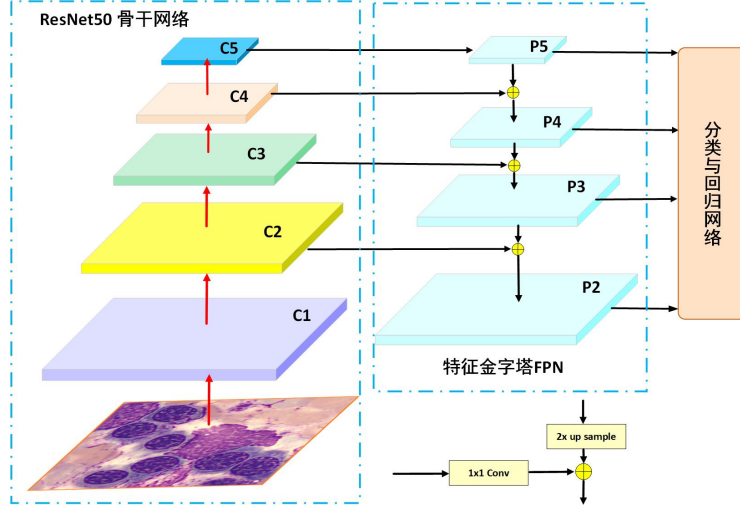 ResNet50 骨干网络
C5
C4
C3
C2
C1
P5
P4
P3
P2
特征金字塔FPN
分类与回归网络
2x up sample
1x1 Conv